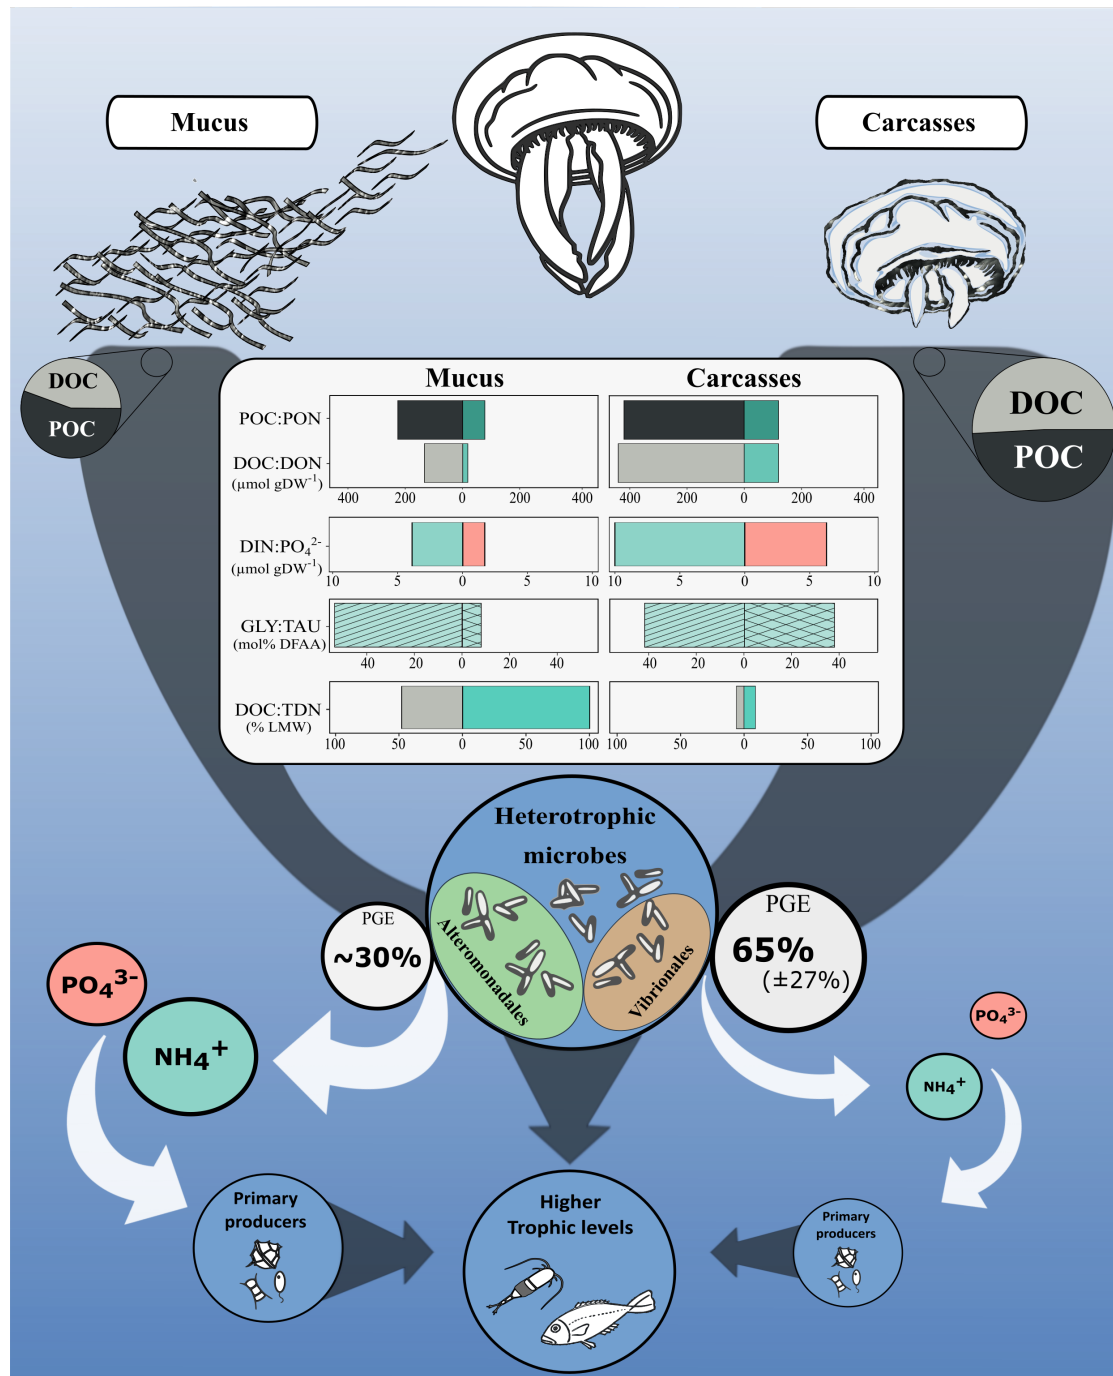 Mucus
Carcasses
DOC
POC
DOC
POC
Mucus
Carcasses
POC:PON
DOC:DON
(µmol gDW⁻¹)
400 200 0 200 400
400 200 0 200 400
DIN:PO₄²⁻
(µmol gDW⁻¹)
10 5 0 5 10
10 5 0 5 10
GLY:TAU
(mol% DFAA)
40 20 0 20 40
40 20 0 20 40
DOC:TDN
(% LMW)
100 50 0 50 100
100 50 0 50 100
Heterotrophic
microbes
Alteromonadales
Vibrionales
PGE
~30%
PGE
65%
(±27%)
PO₄³⁻
NH₄⁺
PO₄³⁻
NH₄⁺
Primary
producers
Higher
Trophic levels
Primary
producers